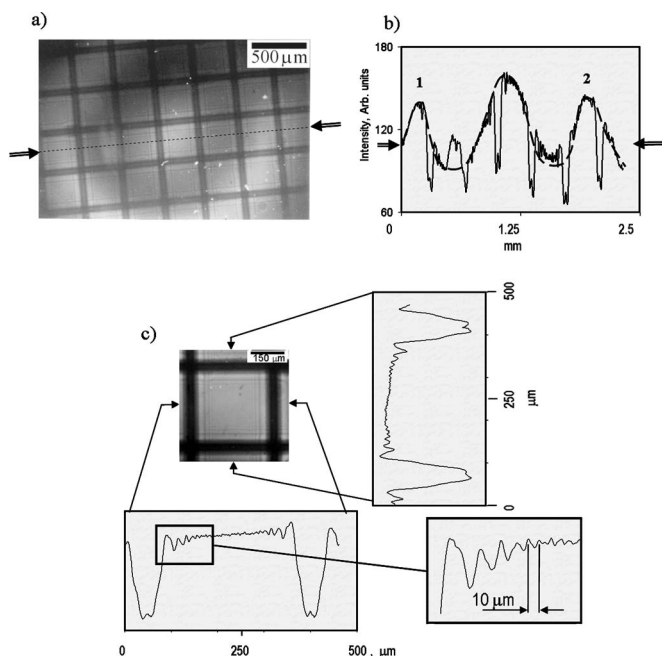 a)
500 μm
b)
180
120
60
Intensity, Arb. units
1
2
0
1.25
2.5
mm
c)
150 μm
500
250
0
μm
10 μm
0
250
500 , μm